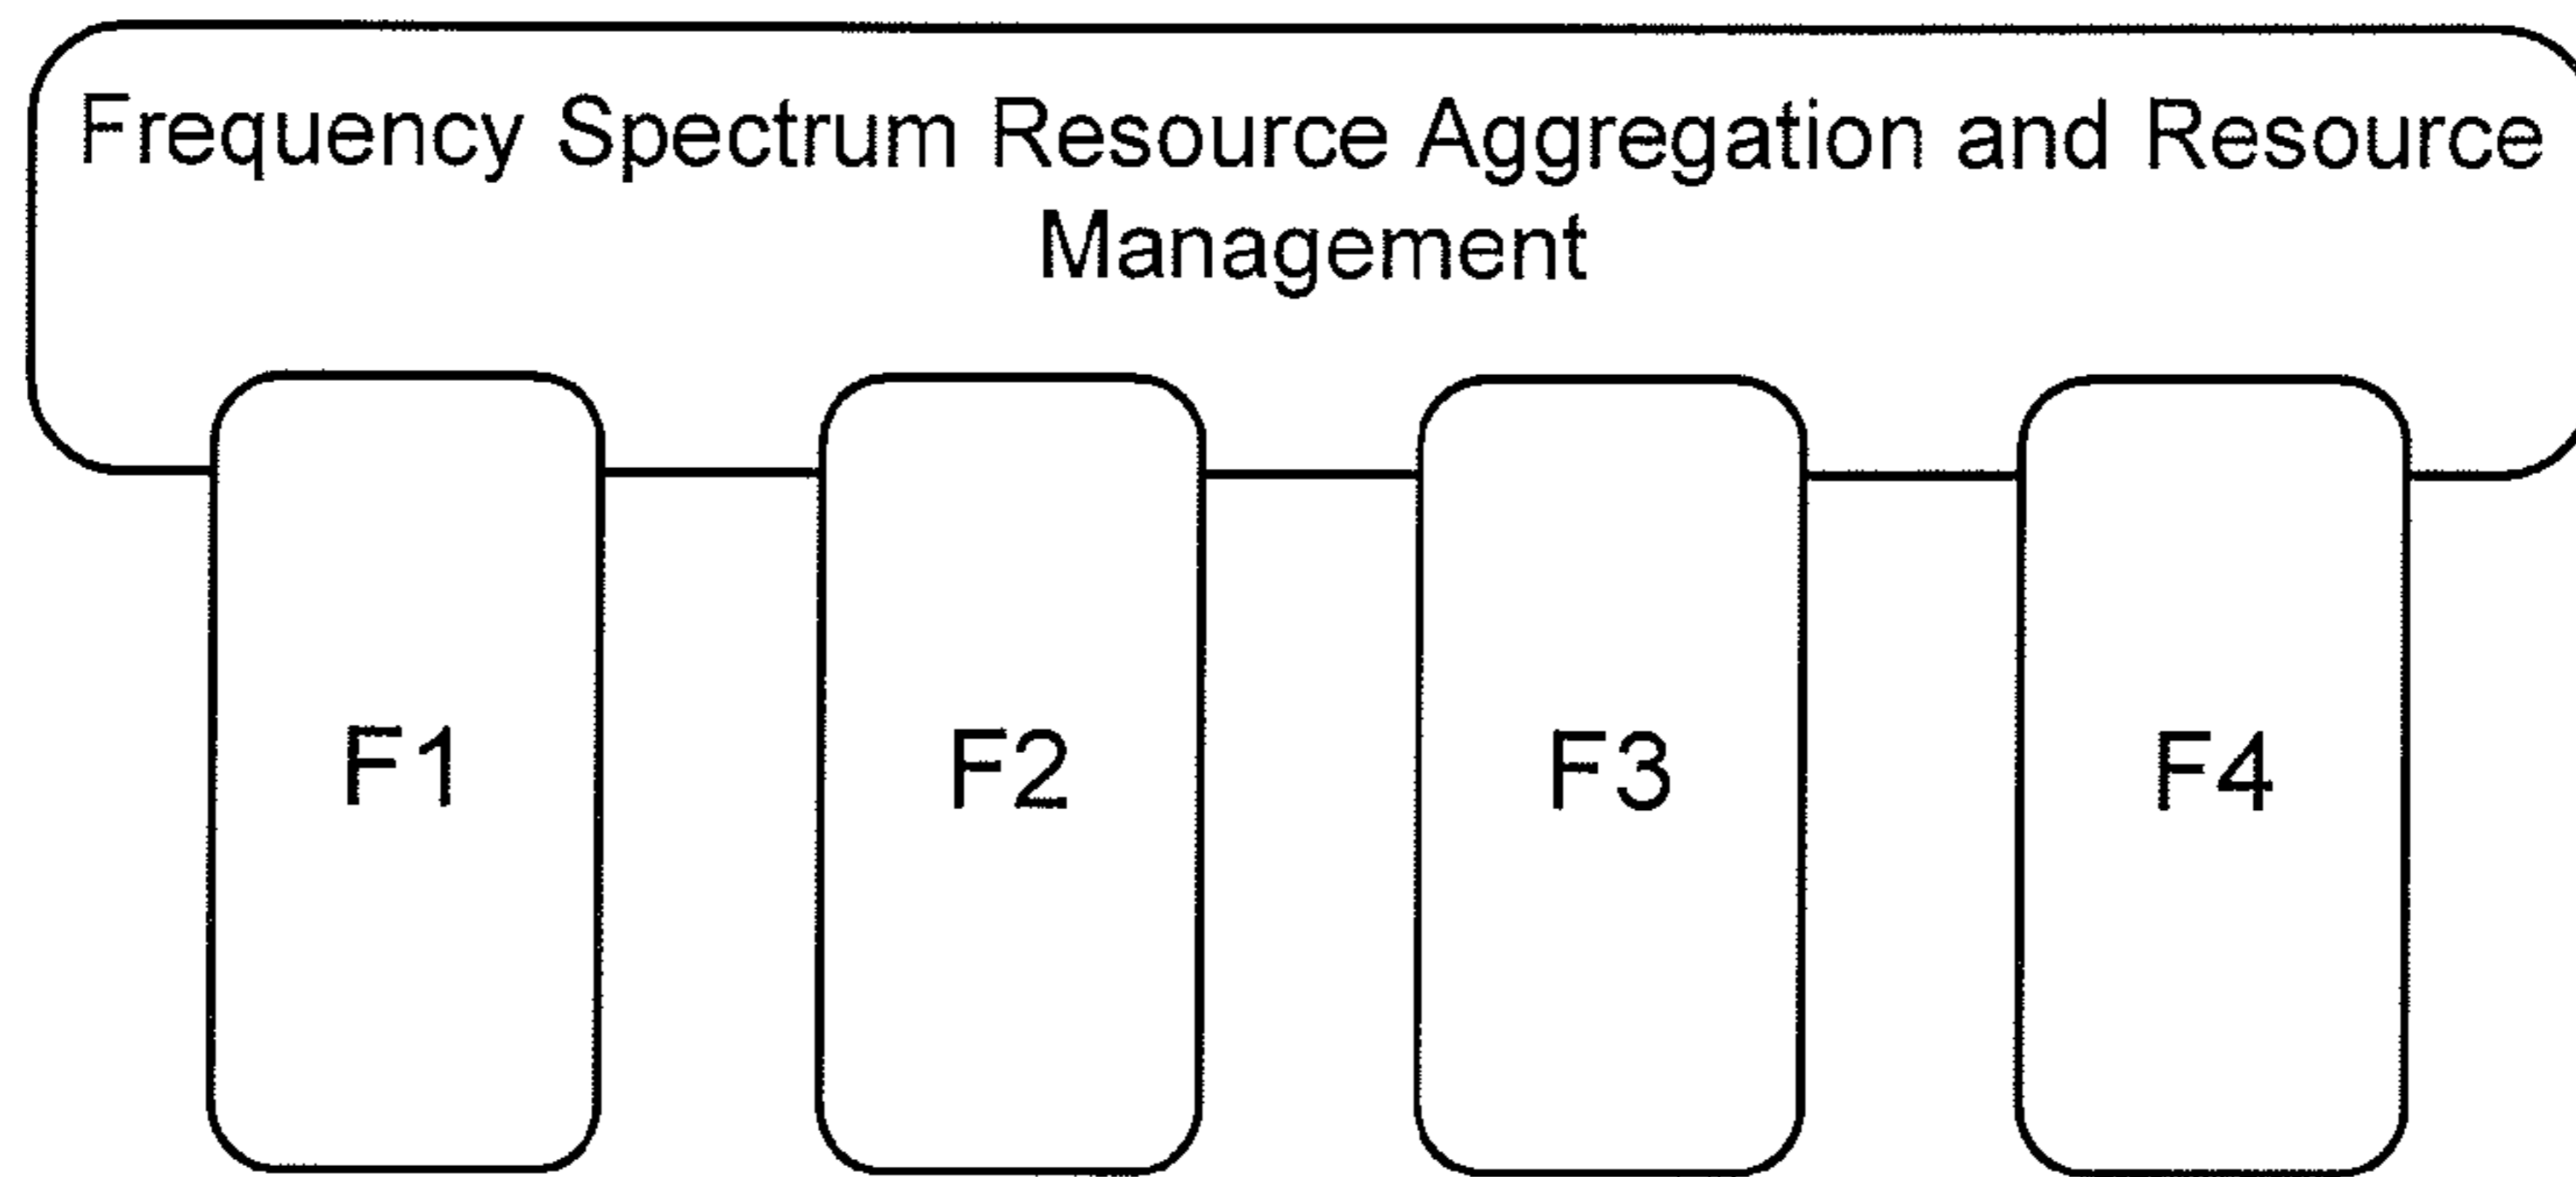 Frequency Spectrum Resource Aggregation and Resource
Management
F1
F2
F3
F4